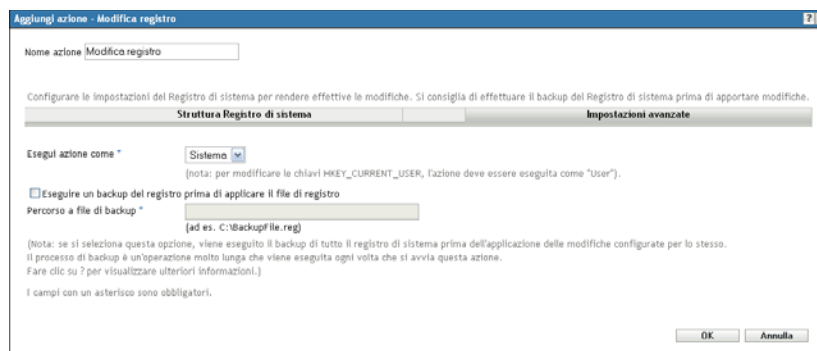 Aggiungi azione - Modifica registro
?
Nome azione Modifica registro
Configurare le impostazioni del Registro di sistema per rendere effettive le modifiche. Si consiglia di effettuare il backup del Registro di sistema prima di apportare modifiche.
Struttura Registro di sistema Impostazioni avanzate
Esegui azione come * Sistema
(nota: per modificare le chiavi HKEY_CURRENT_USER, l'azione deve essere eseguita come "User").
Eseguire un backup del registro prima di applicare il file di registro
Percorso a file di backup *
(ad es. C:\BackupFile.reg)
(Nota: se si seleziona questa opzione, viene eseguito il backup di tutto il registro di sistema prima dell'applicazione delle modifiche configurate per lo stesso.
Il processo di backup è un'operazione molto lunga che viene eseguita ogni volta che si avvia questa azione.
Fare clic su ? per visualizzare ulteriori informazioni.)
I campi con un asterisco sono obbligatori.
OK Annulla